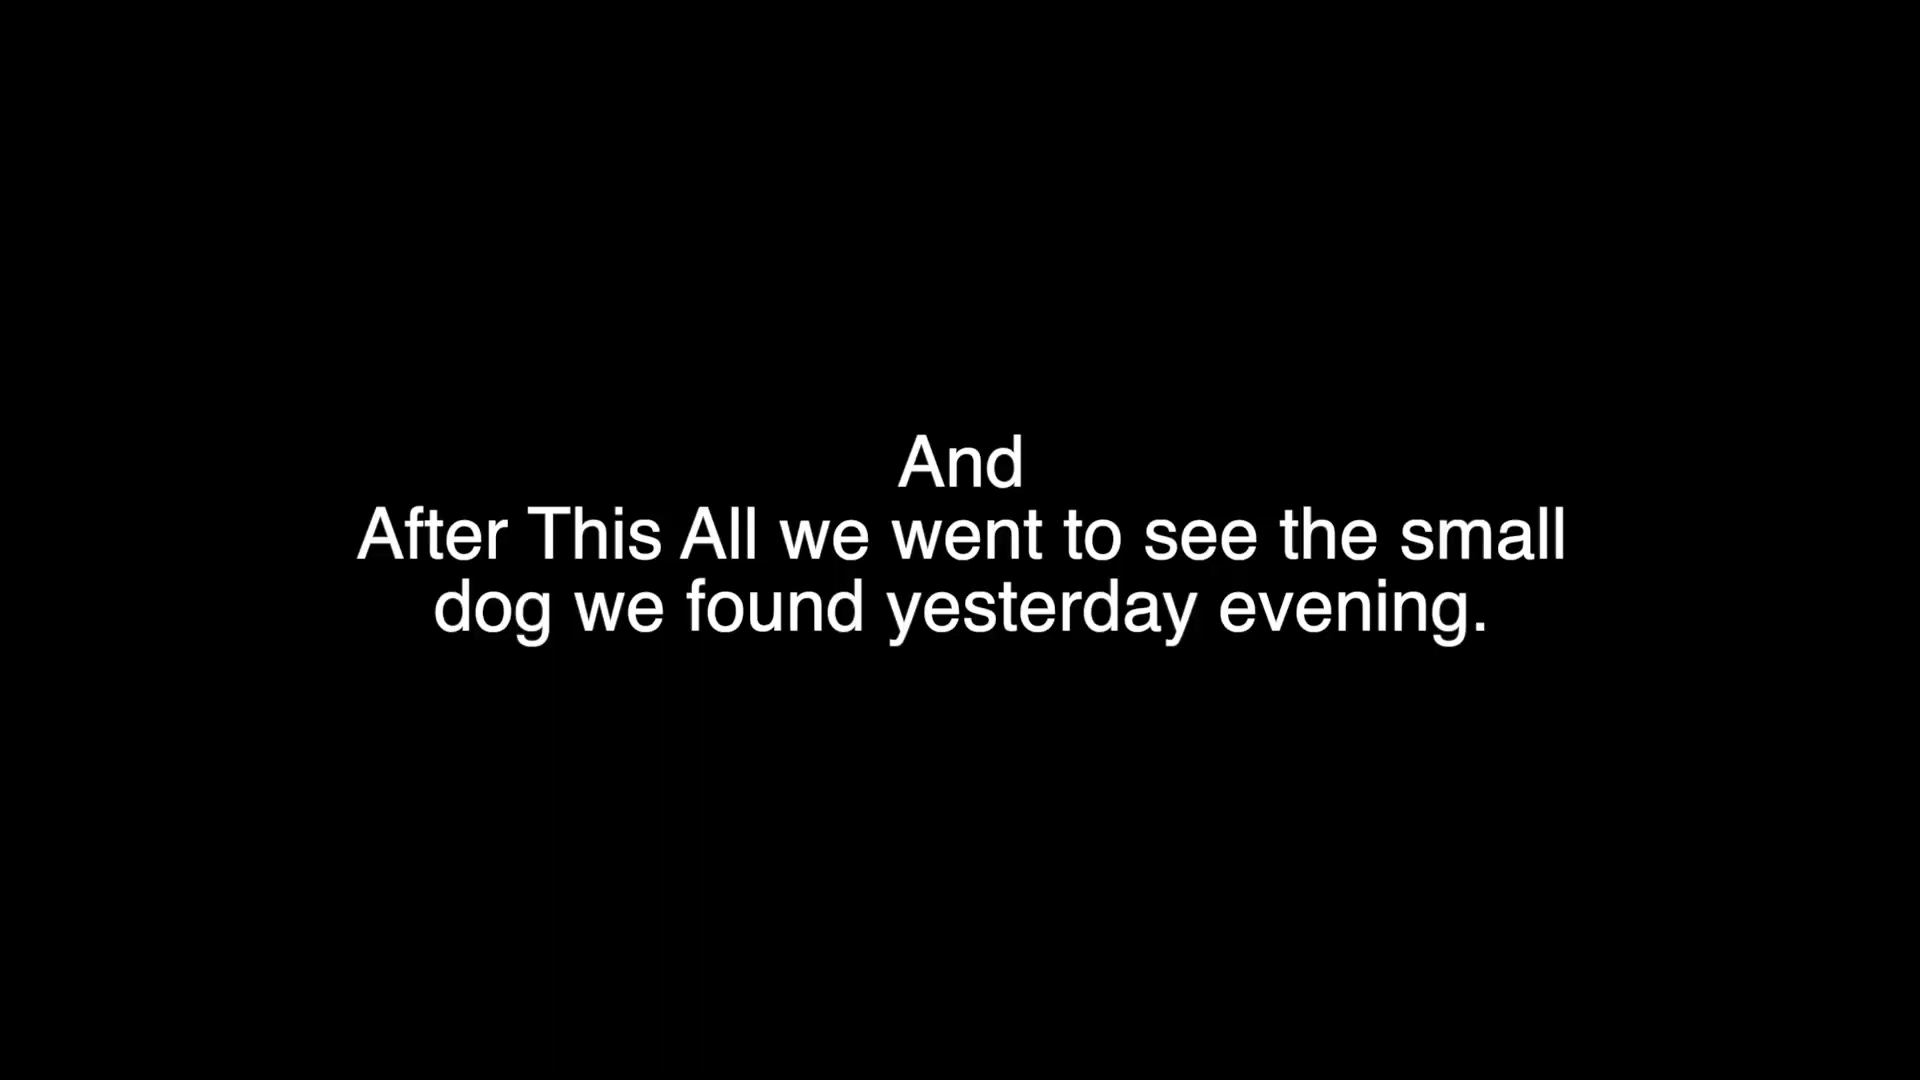 And
After This All we went to see the small
dog we found yesterday evening.